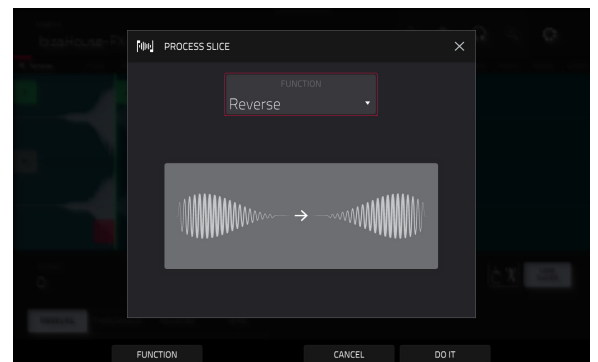 PROCESS SLICE
FUNCTION
Reverse
FUNCTION
CANCEL
DO IT